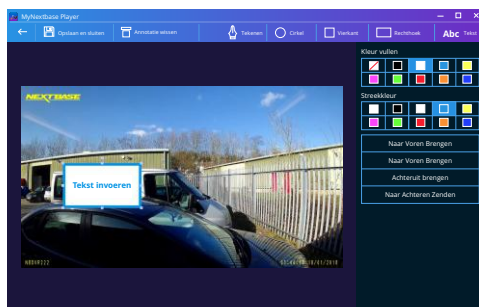 MyNextbase Player
Opslaan en sluiten
Annotatie wissen
Tekenen
Cirkel
Vierkant
Rechthoek
Abc Tekst
Kleur vullen
Streekkleur
Naar Voren Brengen
Naar Voren Brengen
Achteruit brengen
Naar Achteren Zenden
NEXTBASE
Tekst invoeren